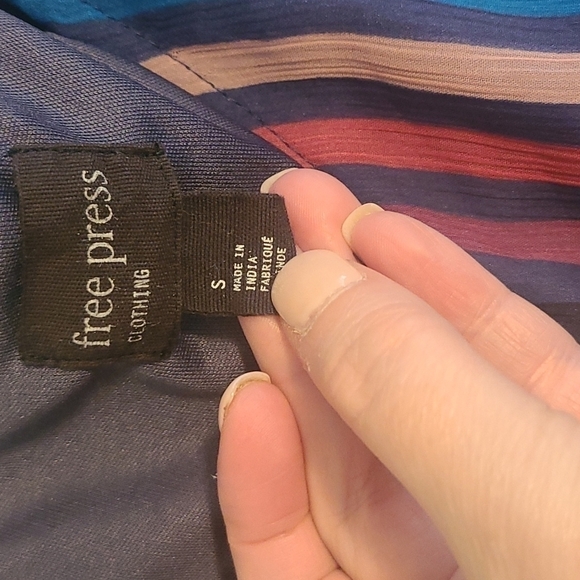 free press
CLOTHING
S
MADE IN
INDIA
FABRIQUÉ